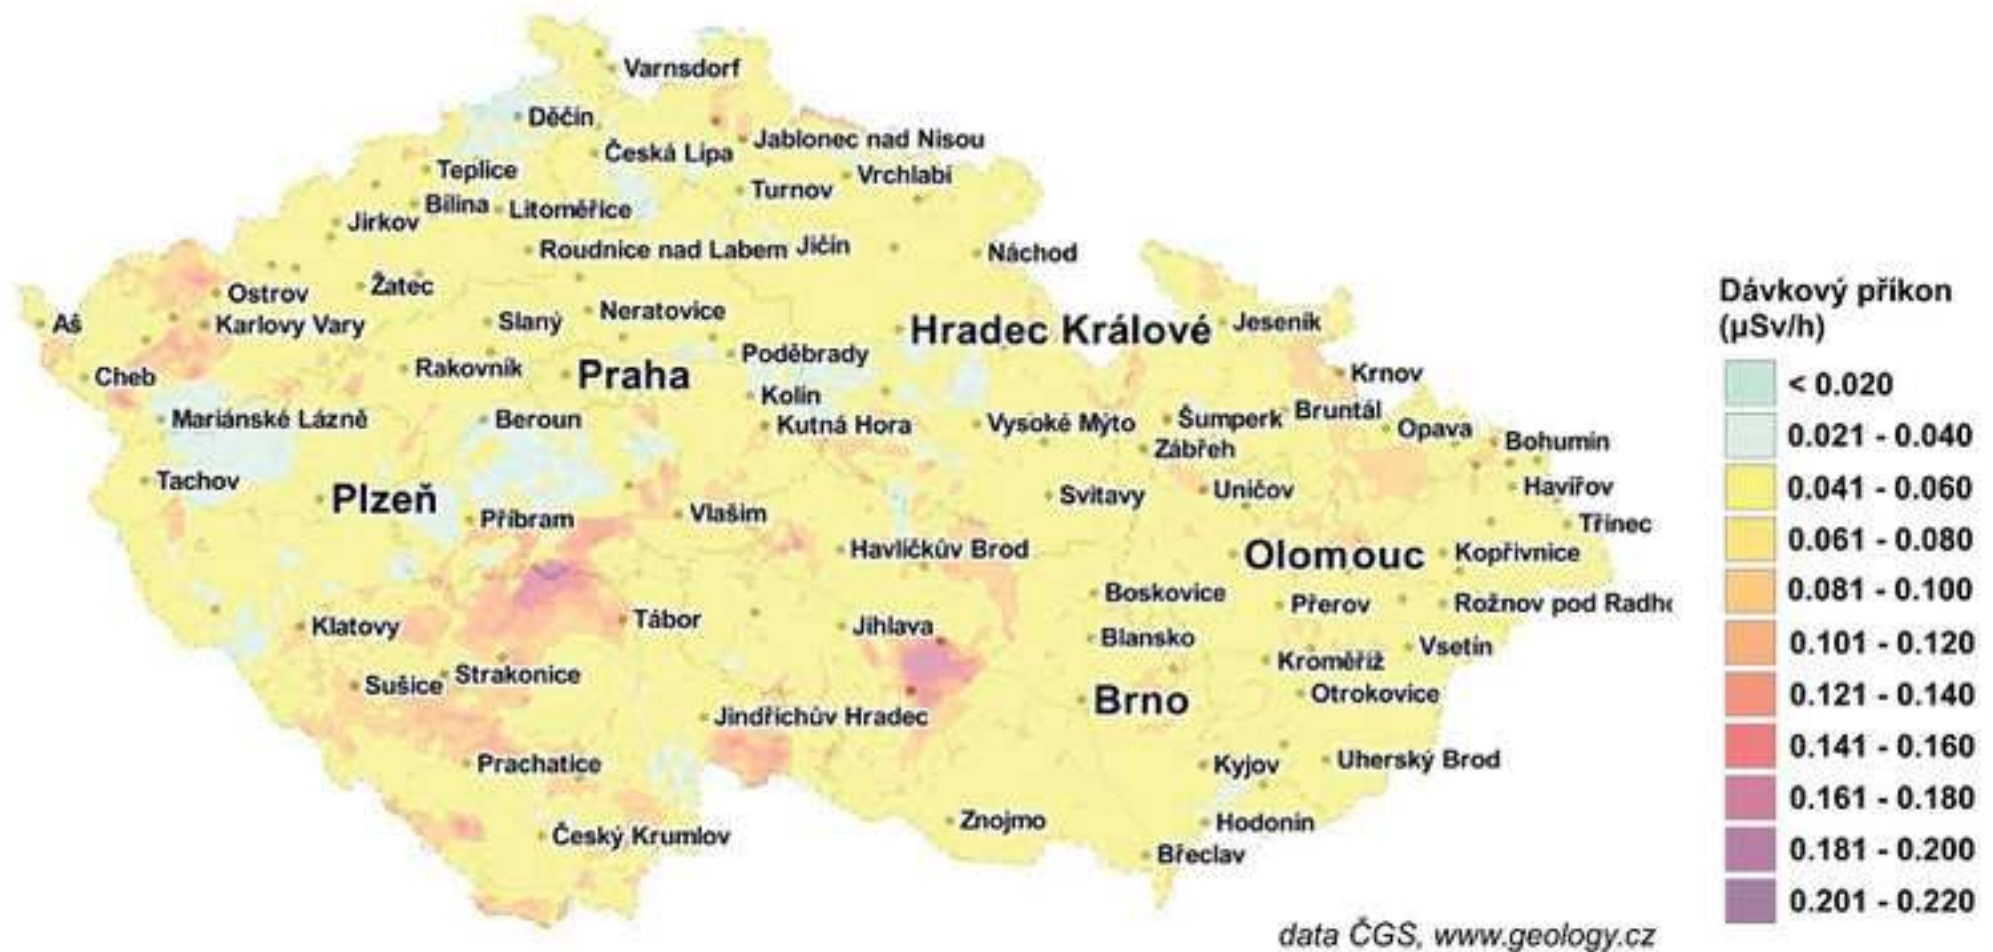 Varnsdorf
Děčín
Jablonec nad Nisou
Česká Lípa
Teplice
Vrchlabí
Turnov
Bílina
Litoměřice
Jirkov
Roudnice nad Labem
Jičín
Náchod
Žatec
Ostrov
Aš
Karlovy Vary
Slaný
Neratovice
Hradec Králové
Jeseník
Poděbrady
Rakovník
Praha
Cheb
Krnov
Kolín
Mariánské Lázně
Beroun
Kutná Hora
Vysoké Mýto
Šumperk
Bruntál
Opava
Bohumín
Zábřeh
Tachov
Plzeň
Svitavy
Uničov
Havířov
Příbram
Vlašim
Třinec
Havlíčkův Brod
Olomouc
Kopřivnice
Boskovice
Přerov
Rožnov pod Radho
Klatovy
Tábor
Jihlava
Blansko
Vsetín
Kroměříž
Sušice
Strakonice
Otrokovice
Brno
Jindřichův Hradec
Prachatice
Kyjov
Uherský Brod
Český Krumlov
Znojmo
Hodonín
Břeclav
Dávkový příkon
(µSv/h)
< 0.020
0.021 - 0.040
0.041 - 0.060
0.061 - 0.080
0.081 - 0.100
0.101 - 0.120
0.121 - 0.140
0.141 - 0.160
0.161 - 0.180
0.181 - 0.200
0.201 - 0.220
data ČGS, www.geology.cz